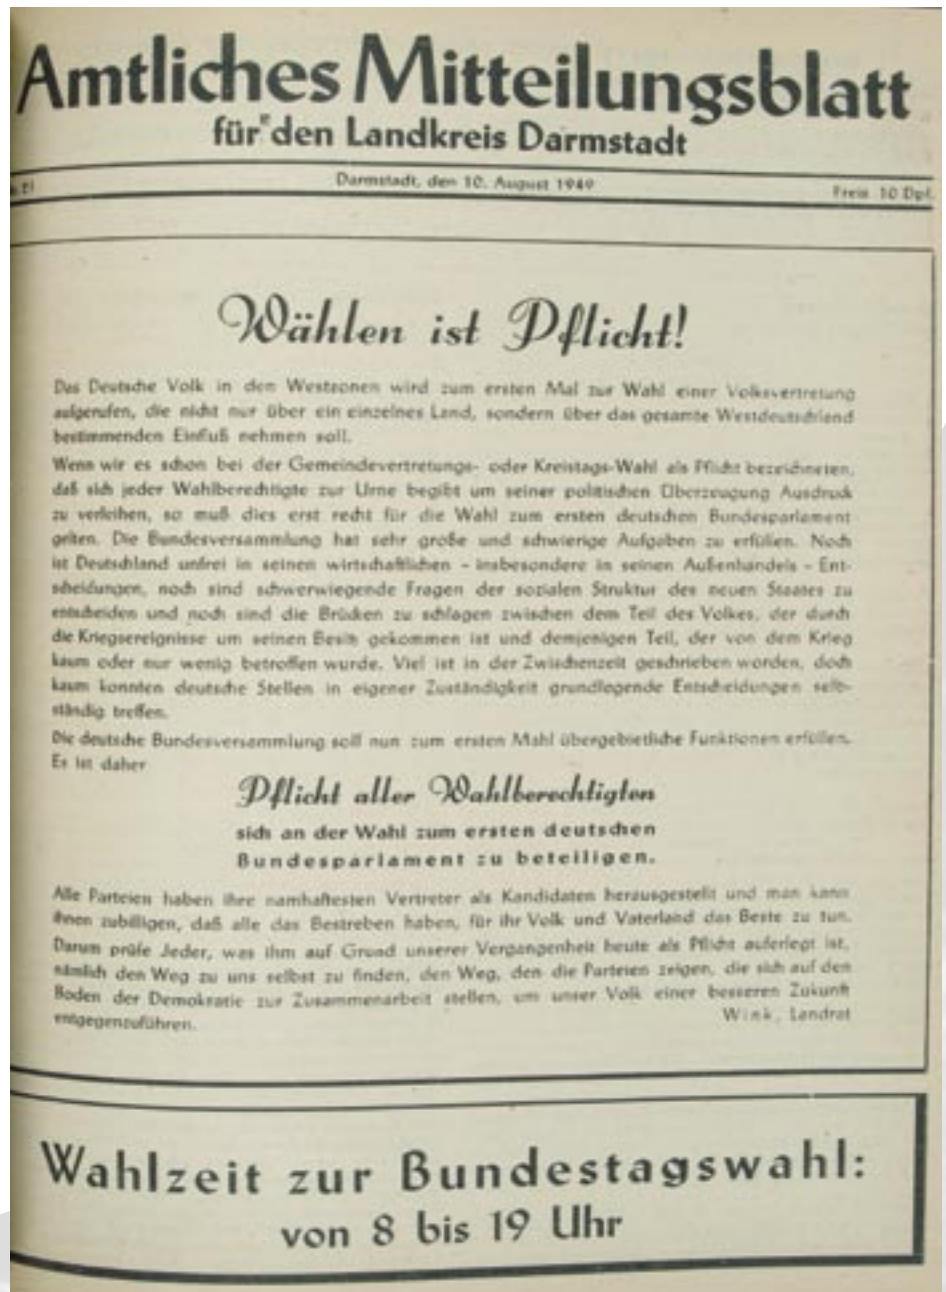 Amtliches Mitteilungsblatt
für den Landkreis Darmstadt
21
Darmstadt, den 10. August 1949
Preis 10 Dpf.
Wählen ist Pflicht!
Das Deutsche Volk in den Westzonen wird zum ersten Mal zur Wahl einer Volksvertretung
aufgerufen, die nicht nur über ein einzelnes Land, sondern über das gesamte Westdeutschland
bestimmenden Einfluß nehmen soll.
Wenn wir es schon bei der Gemeindevertretungs- oder Kreistags-Wahl als Pflicht bezeichneten,
daß sich jeder Wahlberechtigte zur Urne begibt um seiner politischen Überzeugung Ausdruck
zu verleihen, so muß dies erst recht für die Wahl zum ersten deutschen Bundesparlament
gelten. Die Bundesversammlung hat sehr große und schwierige Aufgaben zu erfüllen. Noch
ist Deutschland unfrei in seinen wirtschaftlichen - insbesondere in seinen Außenhandels - Ent-
scheidungen, noch sind schwerwiegende Fragen der sozialen Struktur des neuen Staates zu
entscheiden und noch sind die Brücken zu schlagen zwischen dem Teil des Volkes, der durch
die Kriegsereignisse um seinen Besitz gekommen ist und demjenigen Teil, der von dem Krieg
kaum oder nur wenig betroffen wurde. Viel ist in der Zwischenzeit geschrieben worden, doch
kaum konnten deutsche Stellen in eigener Zuständigkeit grundlegende Entscheidungen selb-
ständig treffen.
Die deutsche Bundesversammlung soll nun zum ersten Mahl übergebietliche Funktionen erfüllen.
Es ist daher
Pflicht aller Wahlberechtigten
sich an der Wahl zum ersten deutschen
Bundesparlament zu beteiligen.
Alle Parteien haben ihre namhaftesten Vertreter als Kandidaten herausgestellt und man kann
ihnen zubilligen, daß alle das Bestreben haben, für ihr Volk und Vaterland das Beste zu tun.
Darum prüfe Jeder, was ihm auf Grund unserer Vergangenheit heute als Pflicht auferlegt ist,
nämlich den Weg zu uns selbst zu finden, den Weg, den die Parteien zeigen, die sich auf den
Boden der Demokratie zur Zusammenarbeit stellen, um unser Volk einer besseren Zukunft
entgegenzuführen.
Wink, Landrat
Wahlzeit zur Bundestagswahl:
von 8 bis 19 Uhr